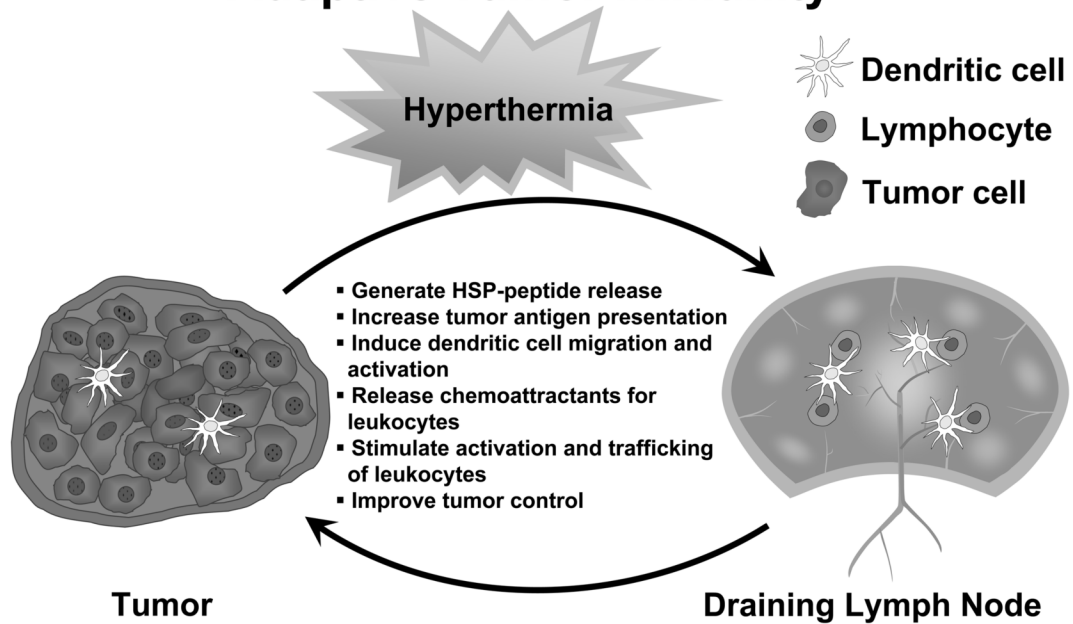 Hyperthermia
Dendritic cell
Lymphocyte
Tumor cell
▪ Generate HSP-peptide release
▪ Increase tumor antigen presentation
▪ Induce dendritic cell migration and
activation
▪ Release chemoattractants for
leukocytes
▪ Stimulate activation and trafficking
of leukocytes
▪ Improve tumor control
Tumor
Draining Lymph Node